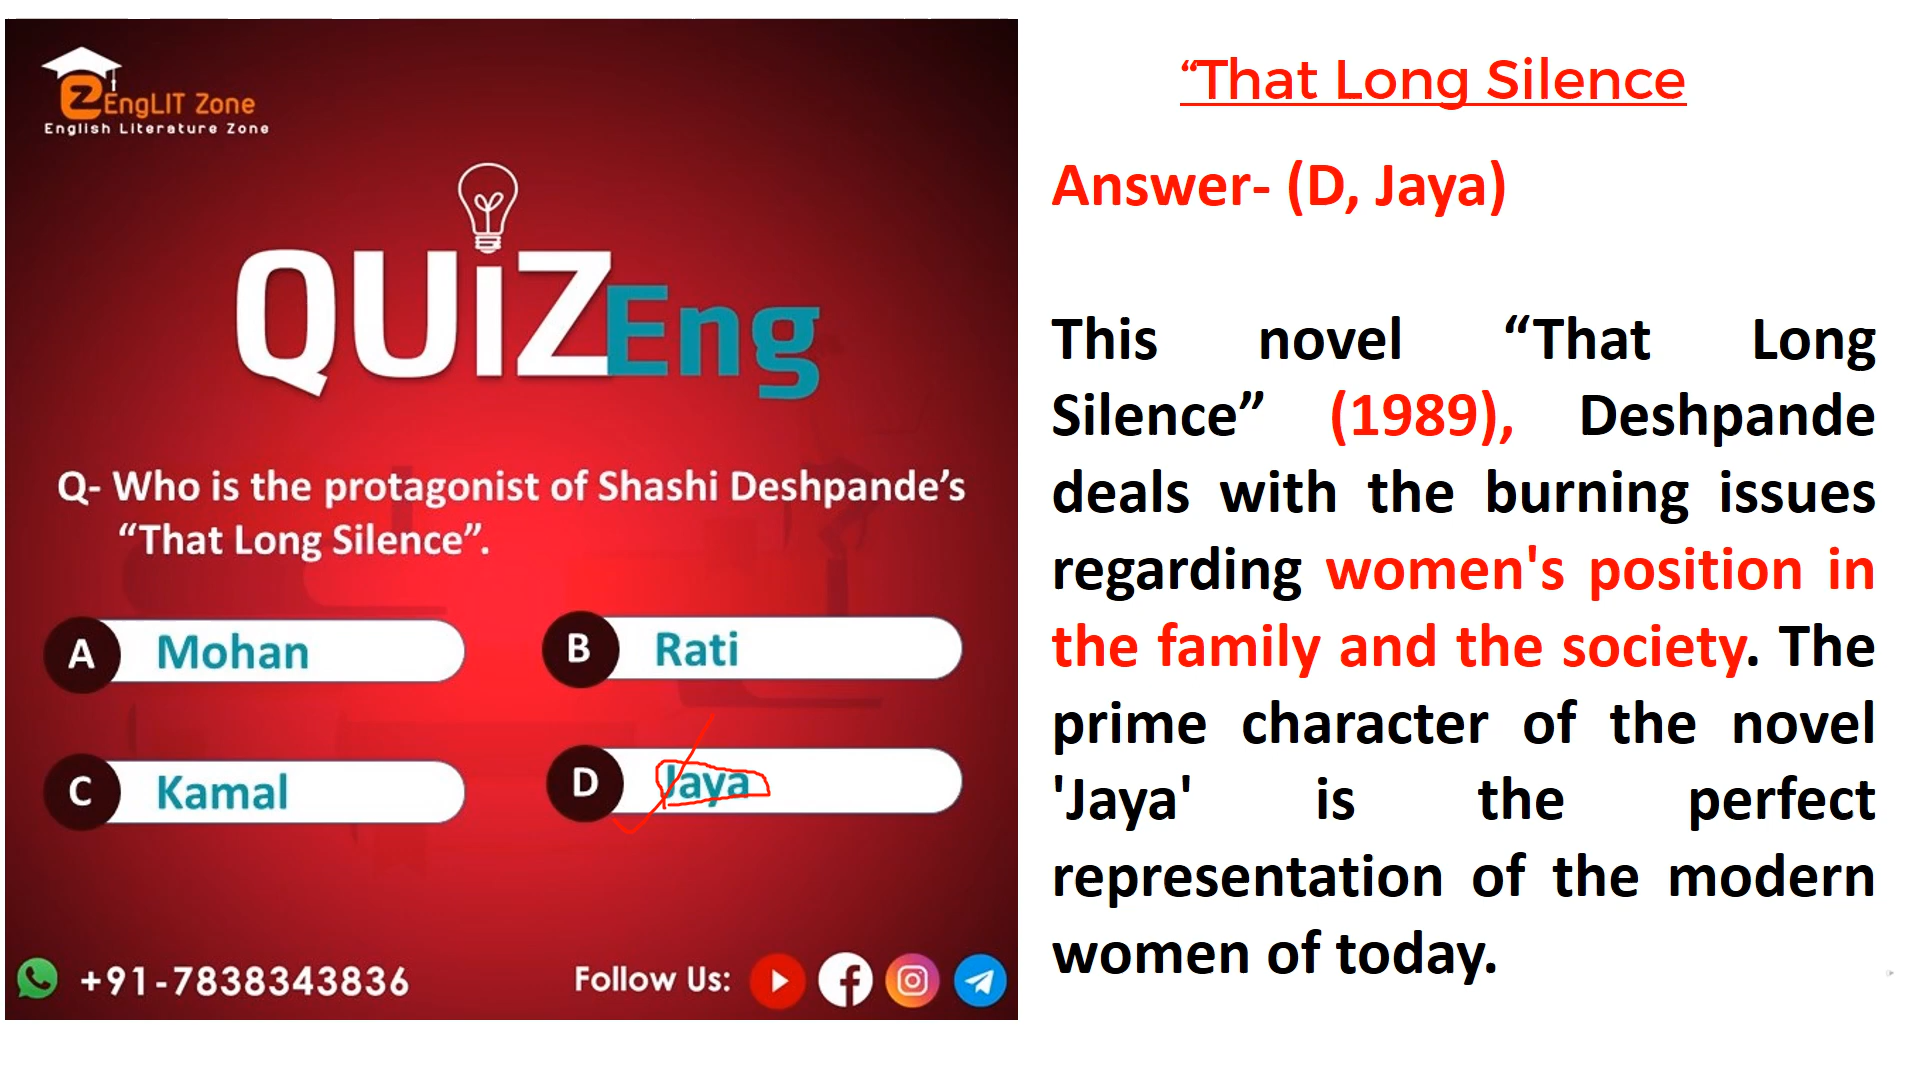 EngLIT Zone
English Literature Zone
QUiZEng
Q- Who is the protagonist of Shashi Deshpande’s
“That Long Silence”.
A Mohan
B Rati
C Kamal
D Jaya
+91-7838343836
Follow Us:
“That Long Silence
Answer- (D, Jaya)
This novel “That Long
Silence” (1989), Deshpande
deals with the burning issues
regarding women's position in
the family and the society. The
prime character of the novel
'Jaya' is the perfect
representation of the modern
women of today.